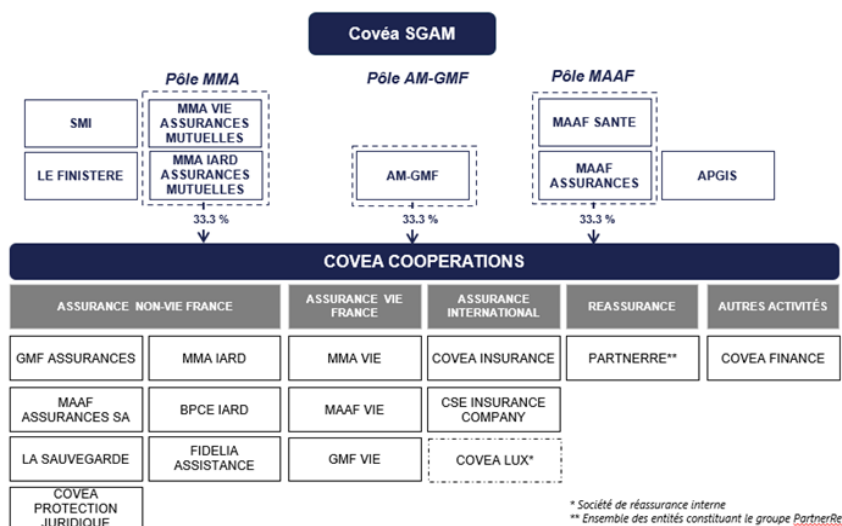 Covéa SGAM
Pôle MMA
Pôle AM-GMF
Pôle MAAF
SMI
MMA VIE
ASSURANCES
MUTUELLES
MAAF SANTE
LE FINISTERE
MMA IARD
ASSURANCES
MUTUELLES
AM-GMF
MAAF
ASSURANCES
APGIS
33.3 %
33.3 %
33.3 %
COVEA COOPERATIONS
ASSURANCE NON-VIE FRANCE
ASSURANCE VIE
FRANCE
ASSURANCE
INTERNATIONAL
REASSURANCE
AUTRES ACTIVITÉS
GMF ASSURANCES
MMA IARD
MMA VIE
COVEA INSURANCE
PARTNERRE**
COVEA FINANCE
MAAF
ASSURANCES SA
BPCE IARD
MAAF VIE
CSE INSURANCE
COMPANY
LA SAUVEGARDE
FIDELIA
ASSISTANCE
GMF VIE
COVEA LUX*
COVEA
PROTECTION
JURIDIQUE
* Société de réassurance interne
** Ensemble des entités constituant le groupe PartnerRe